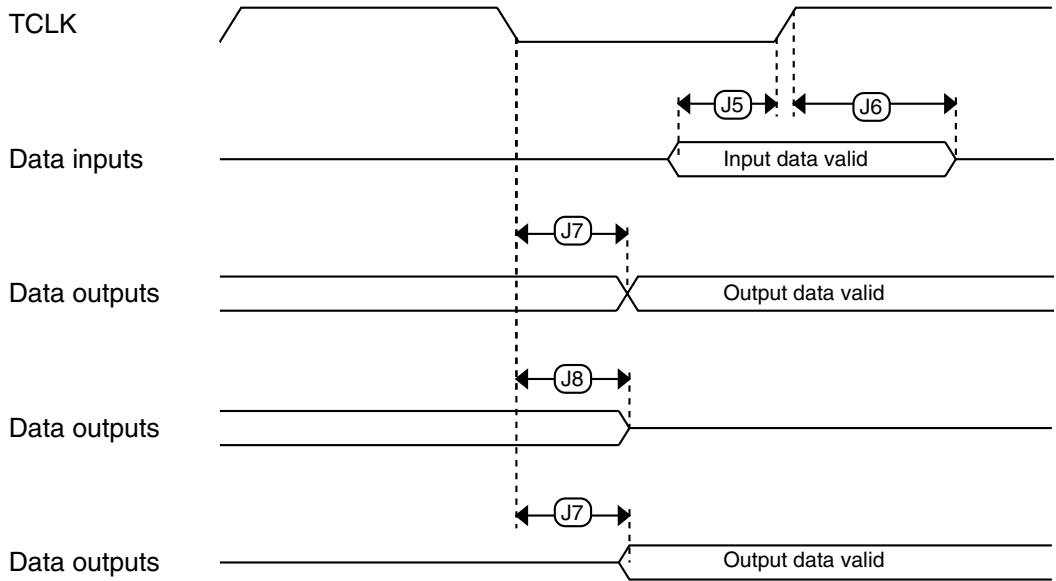 TCLK
J5
J6
Data inputs
Input data valid
J7
Data outputs
Output data valid
J8
Data outputs
J7
Data outputs
Output data valid